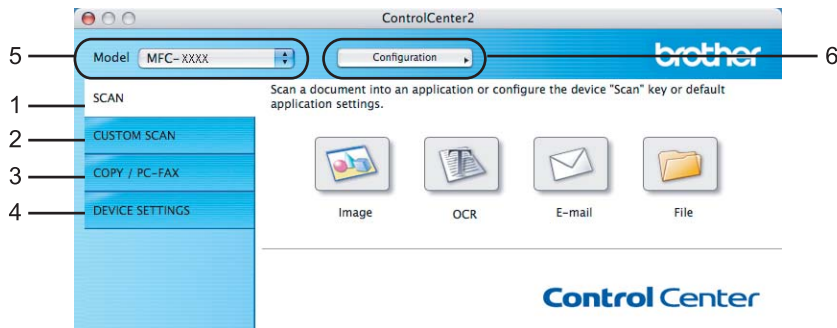 ControlCenter2
5 Model MFC-XXXX Configuration brother 6
1 SCAN
Scan a document into an application or configure the device "Scan" key or default
application settings.
2 CUSTOM SCAN
3 COPY / PC-FAX
4 DEVICE SETTINGS
Image OCR E-mail File
Control Center